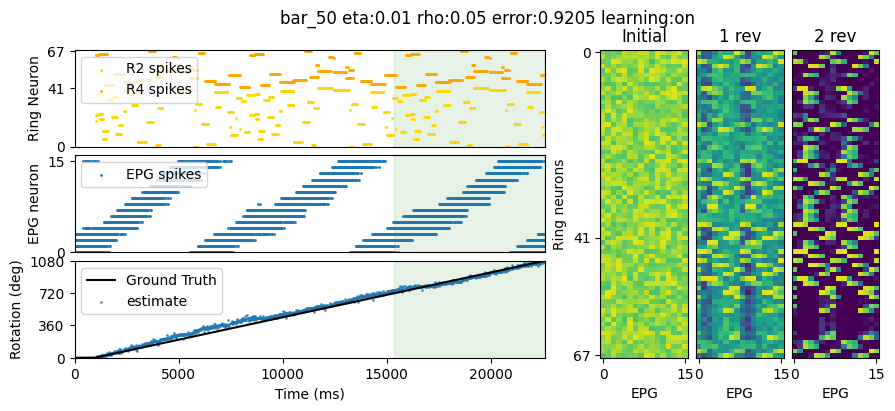 bar_50 eta:0.01 rho:0.05 error:0.9205 learning:on
Initial
1 rev
2 rev
Ring Neuron
67
41
0
R2 spikes
R4 spikes
EPG neuron
15
0
EPG spikes
Rotation (deg)
1080
720
360
0
Ground Truth
estimate
0
5000
10000
15000
20000
Time (ms)
Ring neurons
0
41
67
0
15
EPG
0
15
EPG
0
15
EPG